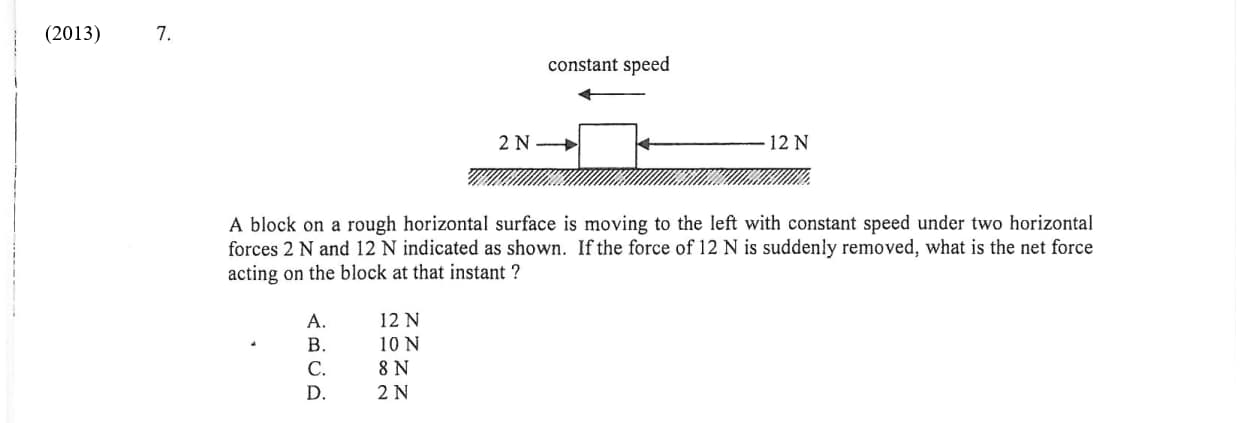 (2013) 7.
constant speed
2 N 12 N
A block on a rough horizontal surface is moving to the left with constant speed under two horizontal
forces 2 N and 12 N indicated as shown. If the force of 12 N is suddenly removed, what is the net force
acting on the block at that instant ?
A. 12 N
B. 10 N
C. 8 N
D. 2 N